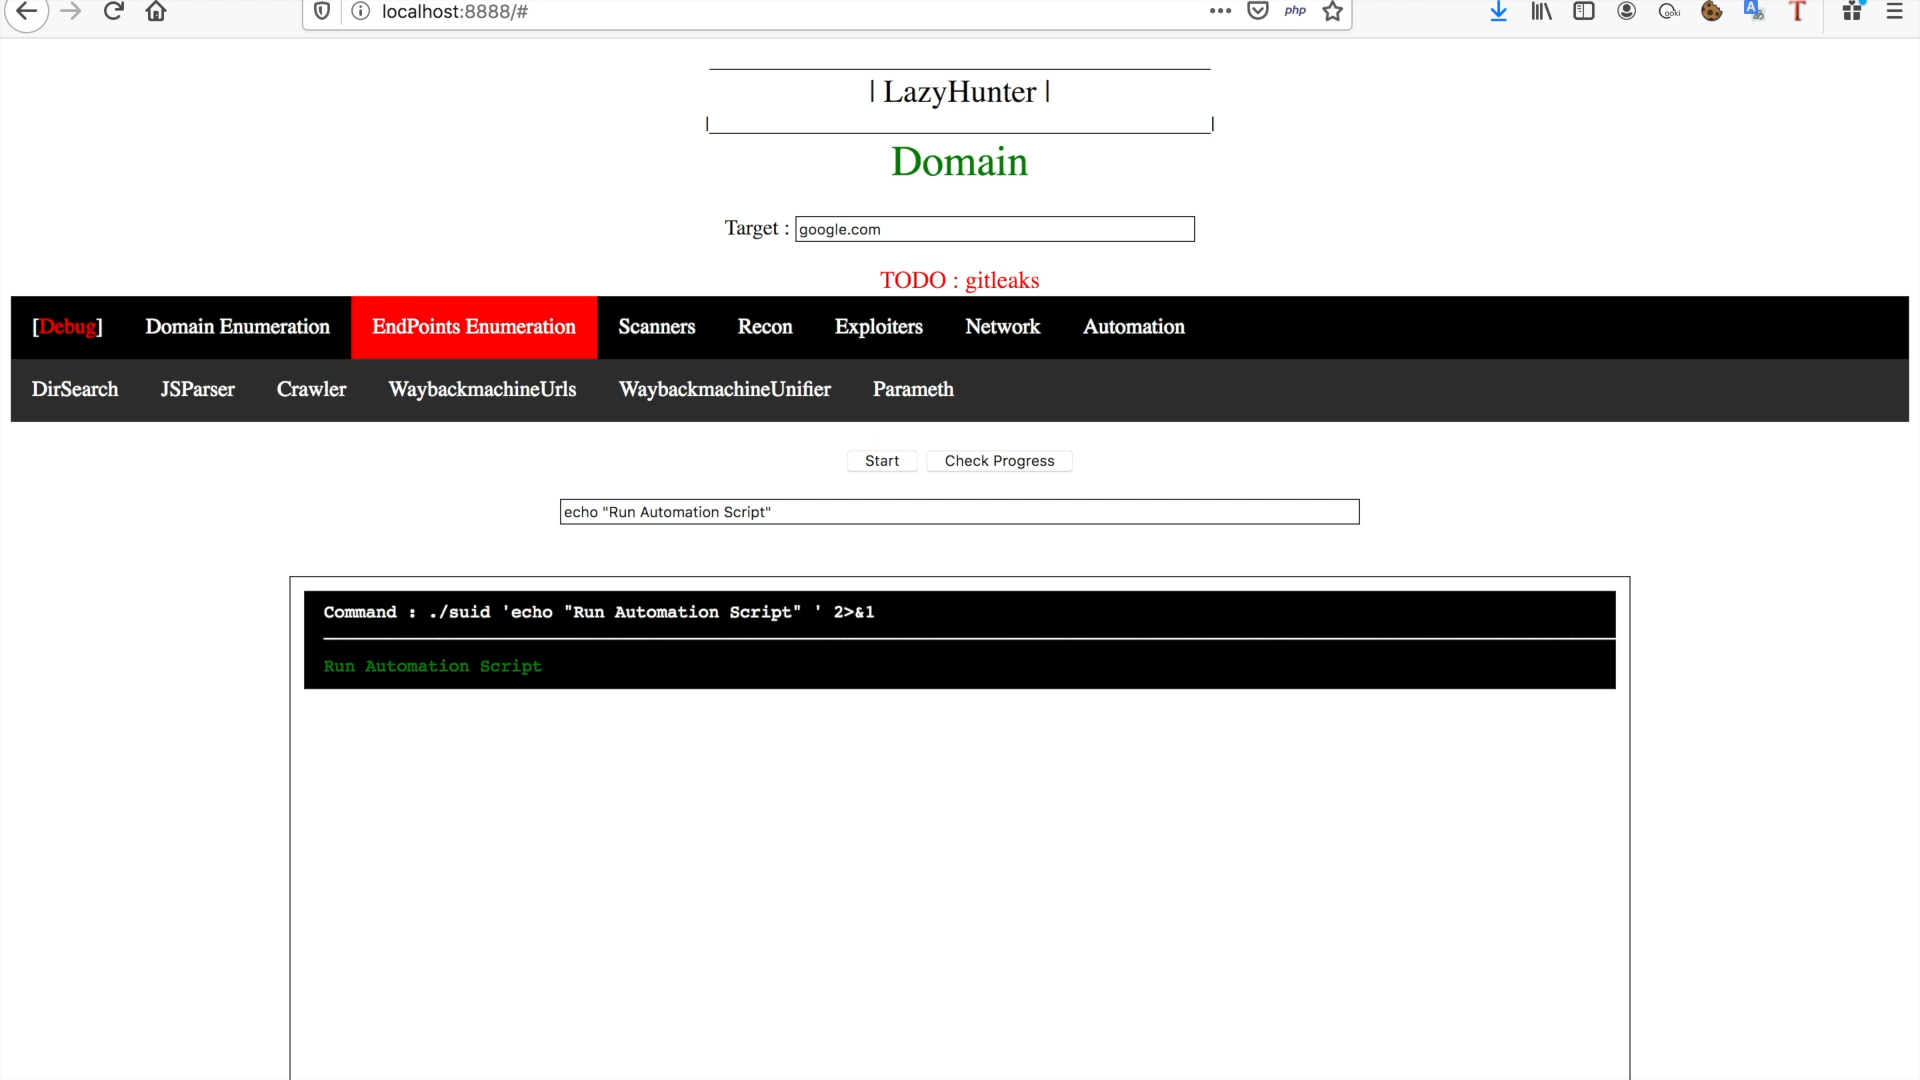 localhost:8888/#
php
| LazyHunter |
Domain
Target : google.com
TODO : gitleaks
[Debug] Domain Enumeration EndPoints Enumeration Scanners Recon Exploiters Network Automation
DirSearch JSParser Crawler WaybackmachineUrls WaybackmachineUnifier Parameth
Start Check Progress
echo "Run Automation Script"
Command : ./suid 'echo "Run Automation Script" ' 2>&1
Run Automation Script